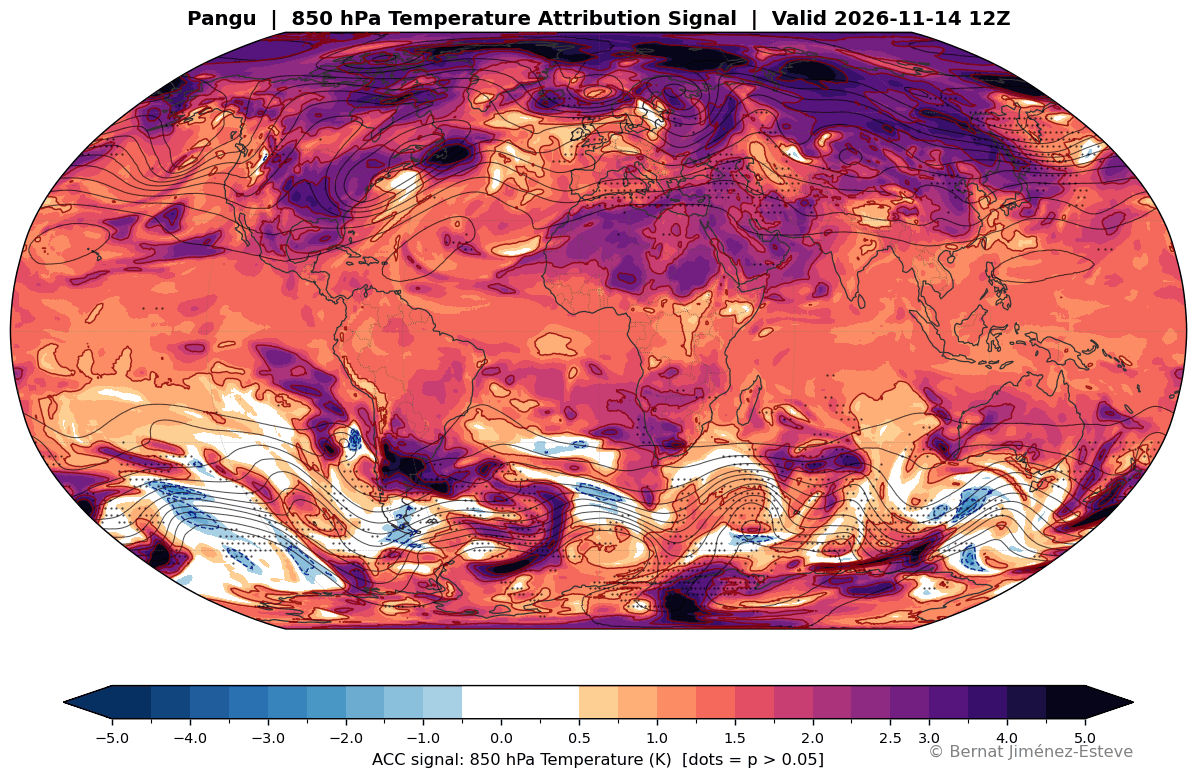 Pangu | 850 hPa Temperature Attribution Signal | Valid 2026-11-14 12Z
−5.0 −4.0 −3.0 −2.0 −1.0 0.0 0.5 1.0 1.5 2.0 2.5 3.0 4.0 5.0
ACC signal: 850 hPa Temperature (K) [dots = p > 0.05]
© Bernat Jiménez-Esteve